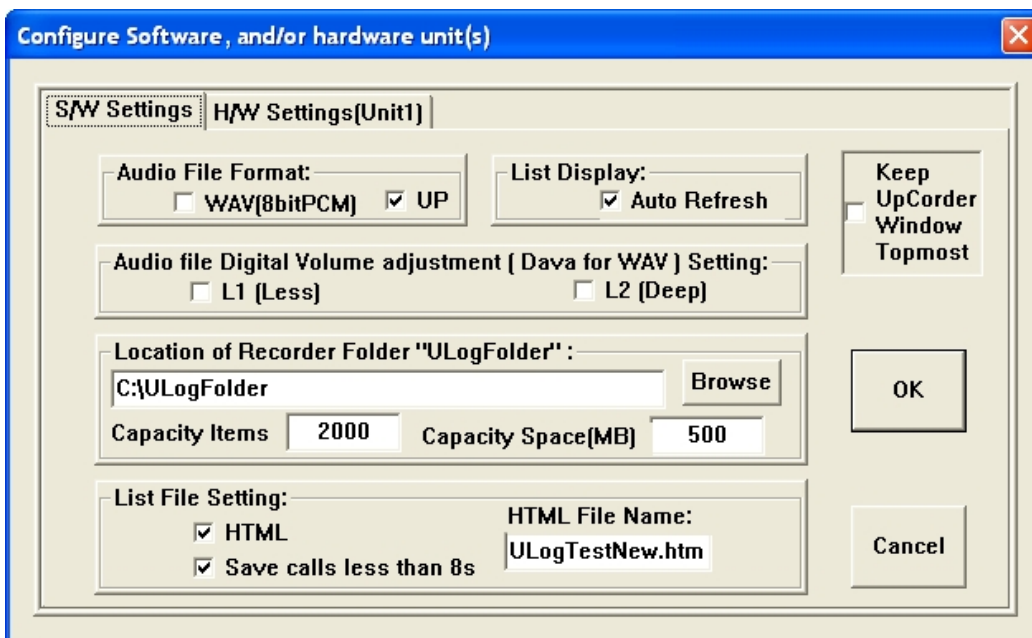 Configure Software, and/or hardware unit(s)
S/W Settings
H/W Settings(Unit1)
Audio File Format:
WAV(8bitPCM)
UP
List Display:
Auto Refresh
Keep
UpCorder
Window
Topmost
Audio file Digital Volume adjustment ( Dava for WAV ) Setting:
L1 (Less)
L2 (Deep)
Location of Recorder Folder "ULogFolder" :
C:\ULogFolder
Browse
Capacity Items
2000
Capacity Space(MB)
500
OK
List File Setting:
HTML
Save calls less than 8s
HTML File Name:
ULogTestNew.htm
Cancel